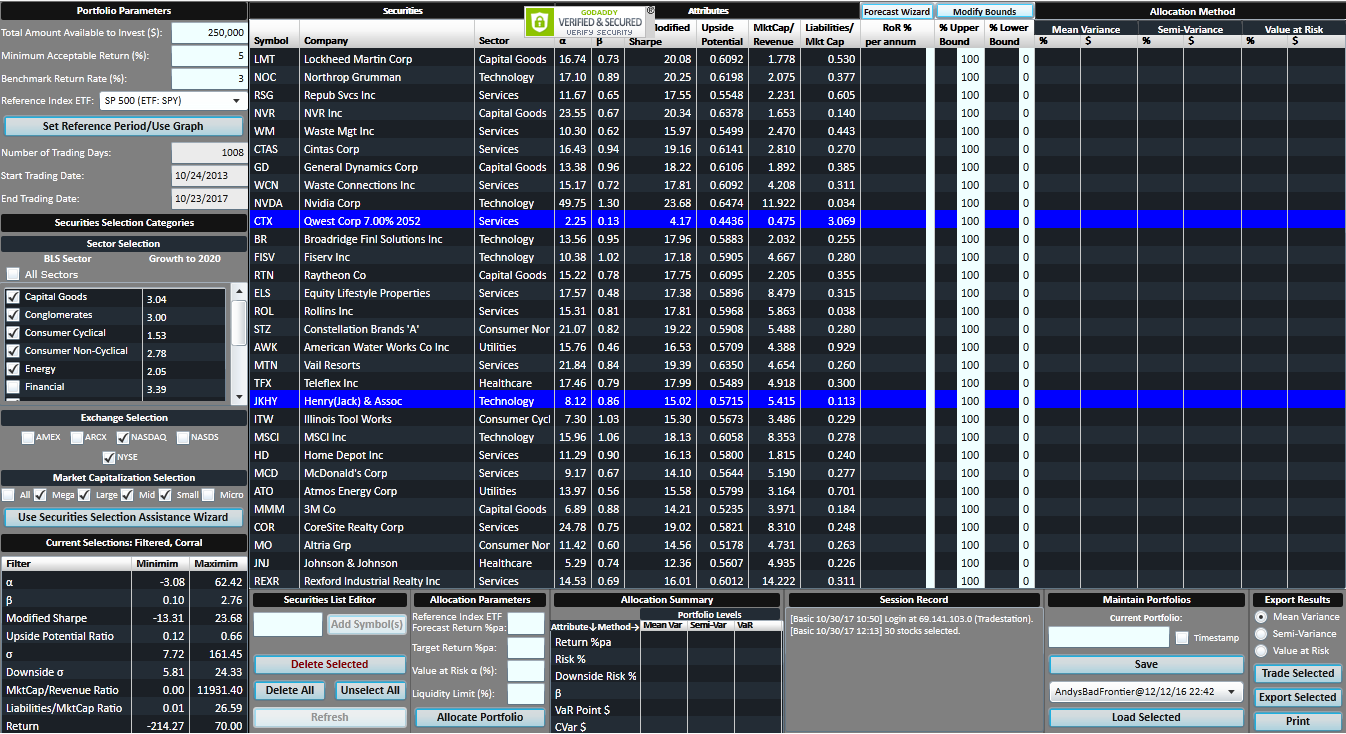 Portfolio Parameters
Total Amount Available to Invest ($): 250,000
Minimum Acceptable Return (%): 5
Benchmark Return Rate (%): 3
Reference Index ETF: SP 500 (ETF: SPY)
Set Reference Period/Use Graph
Number of Trading Days: 1008
Start Trading Date: 10/24/2013
End Trading Date: 10/23/2017
Securities Selection Categories
Sector Selection
BLS Sector Growth to 2020
All Sectors
Capital Goods 3.04
Conglomerates 3.00
Consumer Cyclical 1.53
Consumer Non-Cyclical 2.78
Energy 2.05
Financial 3.39
Exchange Selection
AMEX ARCX NASDAQ NASDS
NYSE
Market Capitalization Selection
All Mega Large Mid Small Micro
Use Securities Selection Assistance Wizard
Current Selections: Filtered, Corral
Filter Minimim Maximim
α -3.08 62.42
β 0.10 2.76
Modified Sharpe -13.31 23.68
Upside Potential Ratio 0.12 0.66
σ 7.72 161.45
Downside σ 5.81 24.33
MktCap/Revenue Ratio 0.00 11931.40
Liabilities/MktCap Ratio 0.01 26.59
Return -214.27 70.00
Securities Attributes Forecast Wizard Modify Bounds Allocation Method
GODADDY
VERIFIED & SECURED
VERIFY SECURITY
®
Mean Variance Semi-Variance Value at Risk
Symbol Company Sector α β Modified Sharpe Upside Potential MktCap/ Revenue Liabilities/ Mkt Cap RoR % per annum % Upper Bound % Lower Bound % $ % $ % $
LMT Lockheed Martin Corp Capital Goods 16.74 0.73 20.08 0.6092 1.778 0.530 100 0
NOC Northrop Grumman Technology 17.10 0.89 20.25 0.6198 2.075 0.377 100 0
RSG Repub Svcs Inc Services 11.67 0.65 17.55 0.5548 2.231 0.605 100 0
NVR NVR Inc Capital Goods 23.55 0.67 20.34 0.6378 1.653 0.140 100 0
WM Waste Mgt Inc Services 10.30 0.62 15.97 0.5499 2.470 0.443 100 0
CTAS Cintas Corp Services 16.43 0.94 19.16 0.6141 2.810 0.270 100 0
GD General Dynamics Corp Capital Goods 13.38 0.96 18.22 0.6106 1.892 0.385 100 0
WCN Waste Connections Inc Services 15.17 0.72 17.81 0.6092 4.208 0.311 100 0
NVDA Nvidia Corp Technology 49.75 1.30 23.68 0.6474 11.922 0.034 100 0
CTX Qwest Corp 7.00% 2052 Services 2.25 0.13 4.17 0.4436 0.475 3.069 100 0
BR Broadridge Finl Solutions Inc Technology 13.56 0.95 17.96 0.5883 2.032 0.255 100 0
FISV Fiserv Inc Technology 10.38 1.02 17.18 0.5905 4.667 0.280 100 0
RTN Raytheon Co Capital Goods 15.22 0.78 17.75 0.6095 2.205 0.355 100 0
ELS Equity Lifestyle Properties Services 17.57 0.48 17.38 0.5896 8.479 0.315 100 0
ROL Rollins Inc Services 15.31 0.81 17.81 0.5968 5.863 0.038 100 0
STZ Constellation Brands 'A' Consumer Nor 21.07 0.82 19.22 0.5908 5.488 0.280 100 0
AWK American Water Works Co Inc Utilities 15.76 0.46 16.53 0.5709 4.388 0.929 100 0
MTN Vail Resorts Services 21.84 0.84 19.39 0.6350 4.654 0.260 100 0
TFX Teleflex Inc Healthcare 17.46 0.79 17.99 0.5489 4.918 0.300 100 0
JKHY Henry(Jack) & Assoc Technology 8.12 0.86 15.02 0.5715 5.415 0.113 100 0
ITW Illinois Tool Works Consumer Cycl 7.30 1.03 15.30 0.5673 3.486 0.229 100 0
MSCI MSCI Inc Technology 15.96 1.06 18.13 0.6058 8.353 0.278 100 0
HD Home Depot Inc Services 11.29 0.90 16.13 0.5800 1.815 0.240 100 0
MCD McDonald's Corp Services 9.17 0.67 14.10 0.5644 5.190 0.277 100 0
ATO Atmos Energy Corp Utilities 13.97 0.56 15.58 0.5799 3.164 0.701 100 0
MMM 3M Co Capital Goods 6.89 0.88 14.21 0.5235 3.971 0.184 100 0
COR CoreSite Realty Corp Services 24.78 0.75 19.02 0.5821 8.310 0.248 100 0
MO Altria Grp Consumer Nor 11.42 0.60 14.56 0.5178 4.731 0.263 100 0
JNJ Johnson & Johnson Healthcare 5.29 0.74 12.36 0.5607 4.935 0.226 100 0
REXR Rexford Industrial Realty Inc Services 14.53 0.69 16.01 0.6012 14.222 0.311 100 0
Securities List Editor
Add Symbol(s)
Delete Selected
Delete All Unselect All
Refresh
Allocation Parameters
Reference Index ETF
Forecast Return %pa:
Target Return %pa:
Value at Risk α (%):
Liquidity Limit (%):
Allocate Portfolio
Allocation Summary
Portfolio Levels
Attribute↓Method→ Mean Var Semi-Var VaR
Return %pa
Risk %
Downside Risk %
β
VaR Point $
CVar $
Session Record
[Basic 10/30/17 10:50] Login at 69.141.103.0 (Tradestation).
[Basic 10/30/17 12:13] 30 stocks selected.
Maintain Portfolios
Current Portfolio:
Timestamp
Save
AndysBadFrontier@12/12/16 22:42
Load Selected
Export Results
Mean Variance
Semi-Variance
Value at Risk
Trade Selected
Export Selected
Print